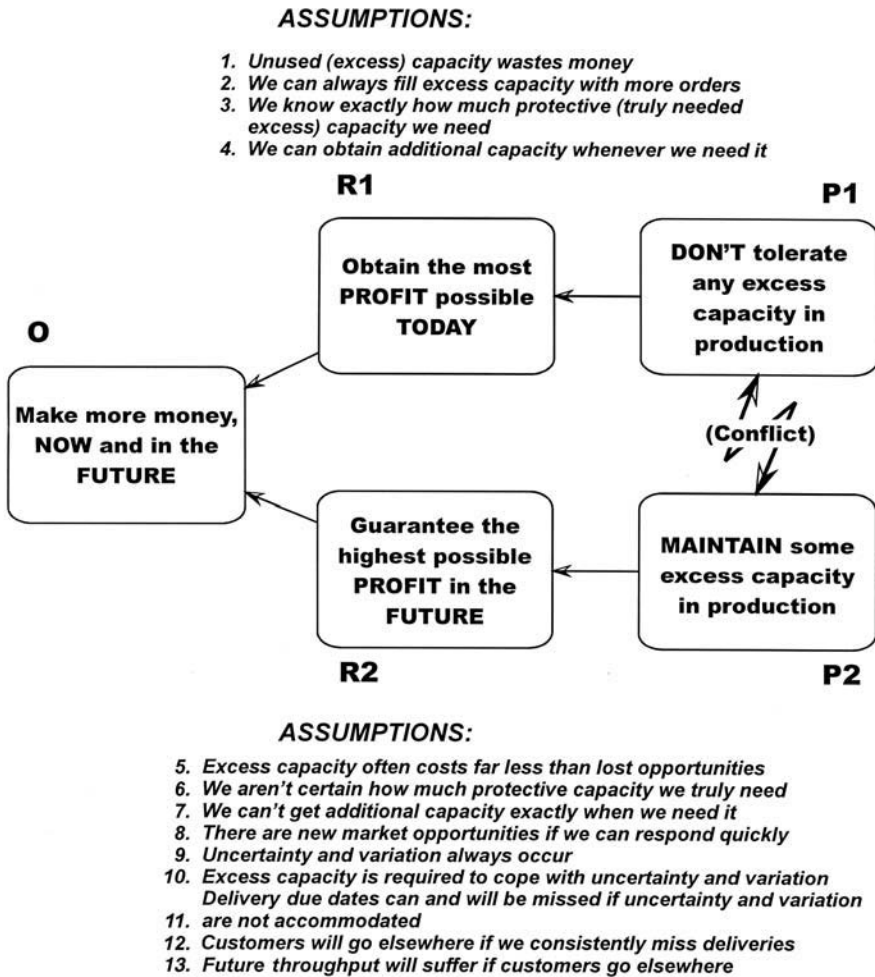 ASSUMPTIONS:
1. Unused (excess) capacity wastes money
2. We can always fill excess capacity with more orders
3. We know exactly how much protective (truly needed
excess) capacity we need
4. We can obtain additional capacity whenever we need it
R1
P1
Obtain the most
PROFIT possible
TODAY
DON'T tolerate
any excess
capacity in
production
O
Make more money,
NOW and in the
FUTURE
(Conflict)
Guarantee the
highest possible
PROFIT in the
FUTURE
MAINTAIN some
excess capacity
in production
R2
P2
ASSUMPTIONS:
5. Excess capacity often costs far less than lost opportunities
6. We aren't certain how much protective capacity we truly need
7. We can't get additional capacity exactly when we need it
8. There are new market opportunities if we can respond quickly
9. Uncertainty and variation always occur
10. Excess capacity is required to cope with uncertainty and variation
Delivery due dates can and will be missed if uncertainty and variation
11. are not accommodated
12. Customers will go elsewhere if we consistently miss deliveries
13. Future throughput will suffer if customers go elsewhere